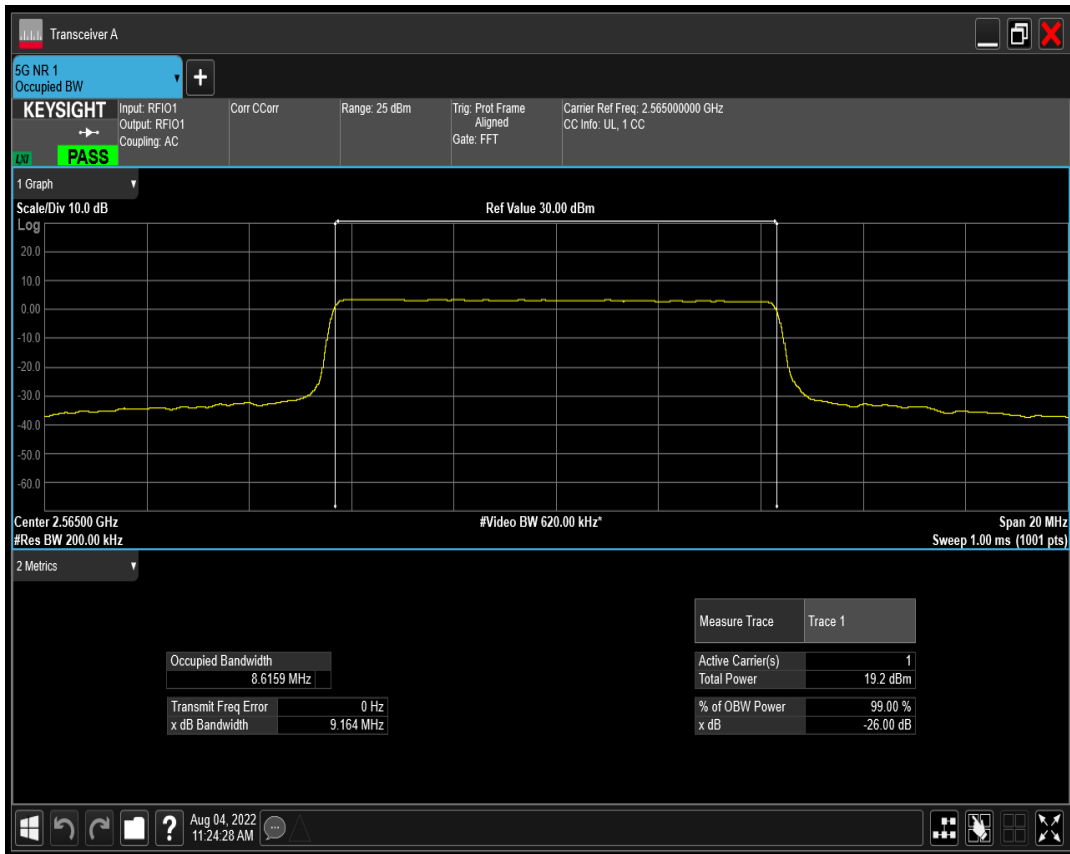 Transceiver A
5G NR 1
Occupied BW
+
KEYSIGHT
LXI
PASS
Input: RFIO1
Output: RFIO1
Coupling: AC
Corr CCorr
Range: 25 dBm
Trig: Prot Frame
Aligned
Gate: FFT
Carrier Ref Freq: 2.565000000 GHz
CC Info: UL, 1 CC
1 Graph
Scale/Div 10.0 dB
Ref Value 30.00 dBm
Log
20.0
10.0
0.00
-10.0
-20.0
-30.0
-40.0
-50.0
-60.0
Center 2.56500 GHz
#Video BW 620.00 kHz*
Span 20 MHz
#Res BW 200.00 kHz
Sweep 1.00 ms (1001 pts)
2 Metrics
Measure Trace Trace 1
Occupied Bandwidth
8.6159 MHz
Active Carrier(s) 1
Total Power 19.2 dBm
Transmit Freq Error 0 Hz
x dB Bandwidth 9.164 MHz
% of OBW Power 99.00 %
x dB -26.00 dB
?
Aug 04, 2022
11:24:28 AM